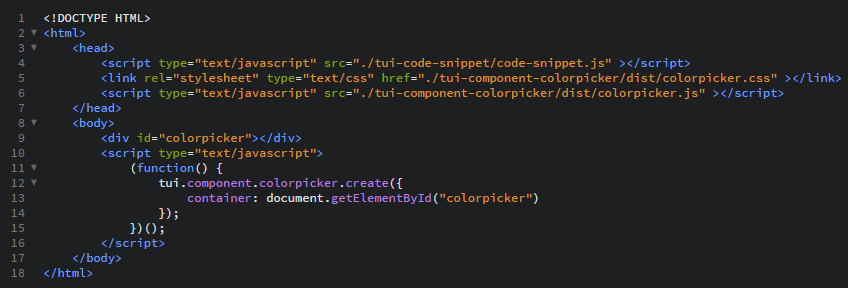 1 <!DOCTYPE HTML>
2 <html>
3     <head>
4         <script type="text/javascript" src="./tui-code-snippet/code-snippet.js" ></script>
5         <link rel="stylesheet" type="text/css" href="./tui-component-colorpicker/dist/colorpicker.css" ></link>
6         <script type="text/javascript" src="./tui-component-colorpicker/dist/colorpicker.js" ></script>
7     </head>
8     <body>
9         <div id="colorpicker"></div>
10         <script type="text/javascript">
11             (function() {
12                 tui.component.colorpicker.create({
13                     container: document.getElementById("colorpicker")
14                 });
15             })();
16         </script>
17     </body>
18 </html>